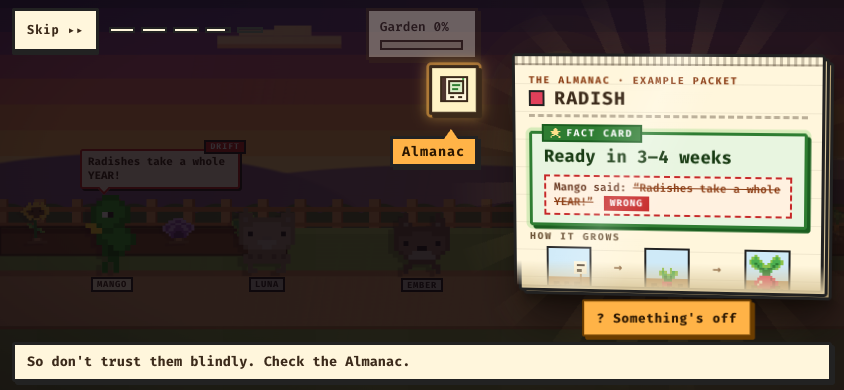 Skip ▸▸
Garden 0%
Almanac
THE ALMANAC · EXAMPLE PACKET
RADISH
FACT CARD
Ready in 3–4 weeks
Mango said: "Radishes take a whole
YEAR!" WRONG
HOW IT GROWS
→ →
DRIFT
Radishes take a whole
YEAR!
MANGO
LUNA
EMBER
? Something's off
So don't trust them blindly. Check the Almanac.